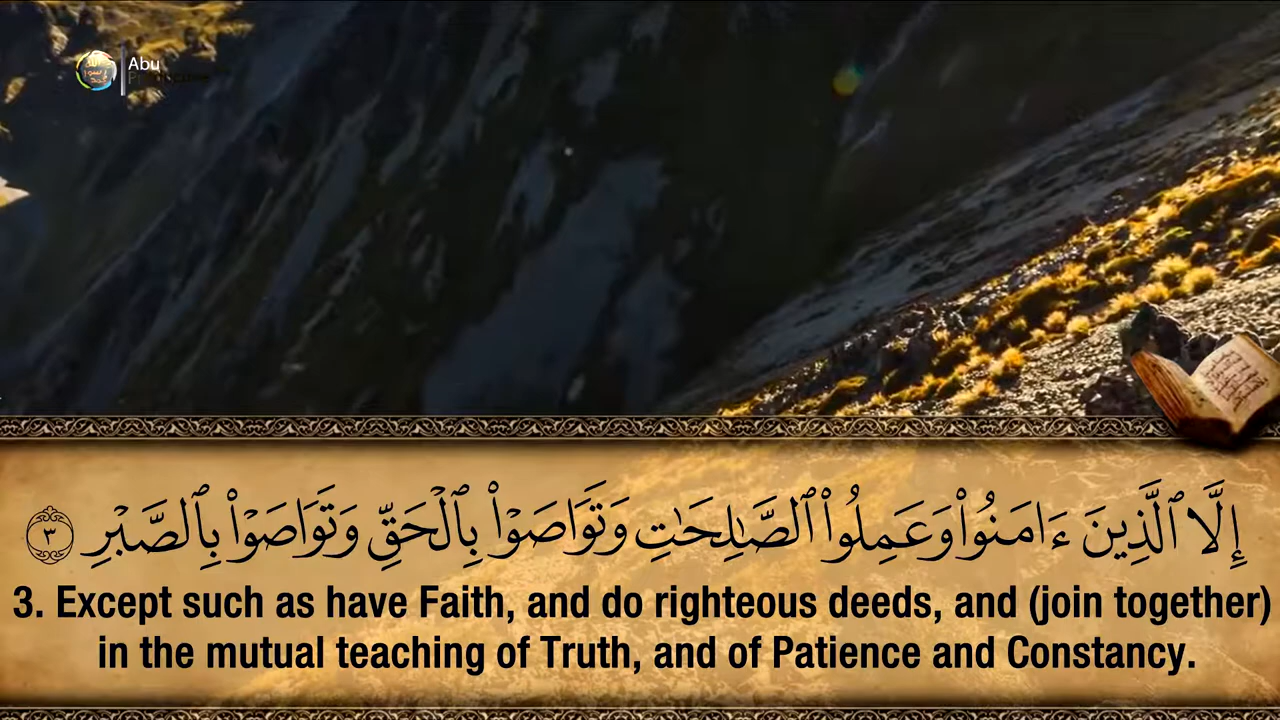 Abu
إِلَّا ٱلَّذِينَ ءَامَنُوا۟ وَعَمِلُوا۟ ٱلصَّـٰلِحَـٰتِ وَتَوَاصَوْا۟ بِٱلْحَقِّ وَتَوَاصَوْا۟ بِٱلصَّبْرِ ٣
3. Except such as have Faith, and do righteous deeds, and (join together)
in the mutual teaching of Truth, and of Patience and Constancy.